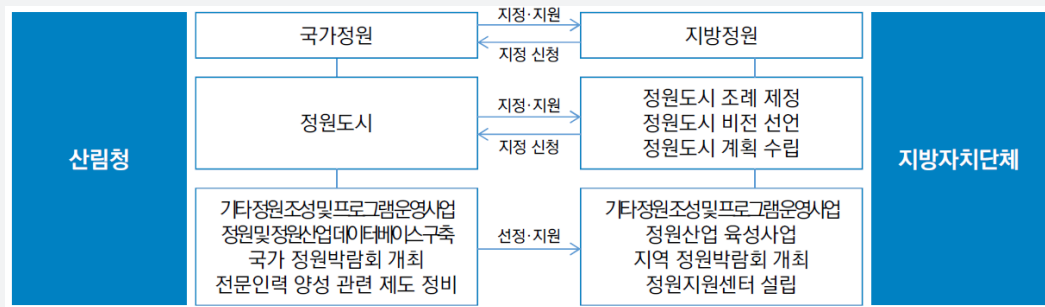 산림청
국가정원
지정·지원
지정 신청
지방정원
정원도시
지정·지원
지정 신청
정원도시 조례 제정
정원도시 비전 선언
정원도시 계획 수립
기타 정원 조성 및 프로그램 운영사업
정원 및 정원산업 데이터베이스 구축
국가 정원박람회 개최
전문인력 양성 관련 제도 정비
선정·지원
기타 정원 조성 및 프로그램 운영사업
정원산업 육성사업
지역 정원박람회 개최
정원지원센터 설립
지방자치단체